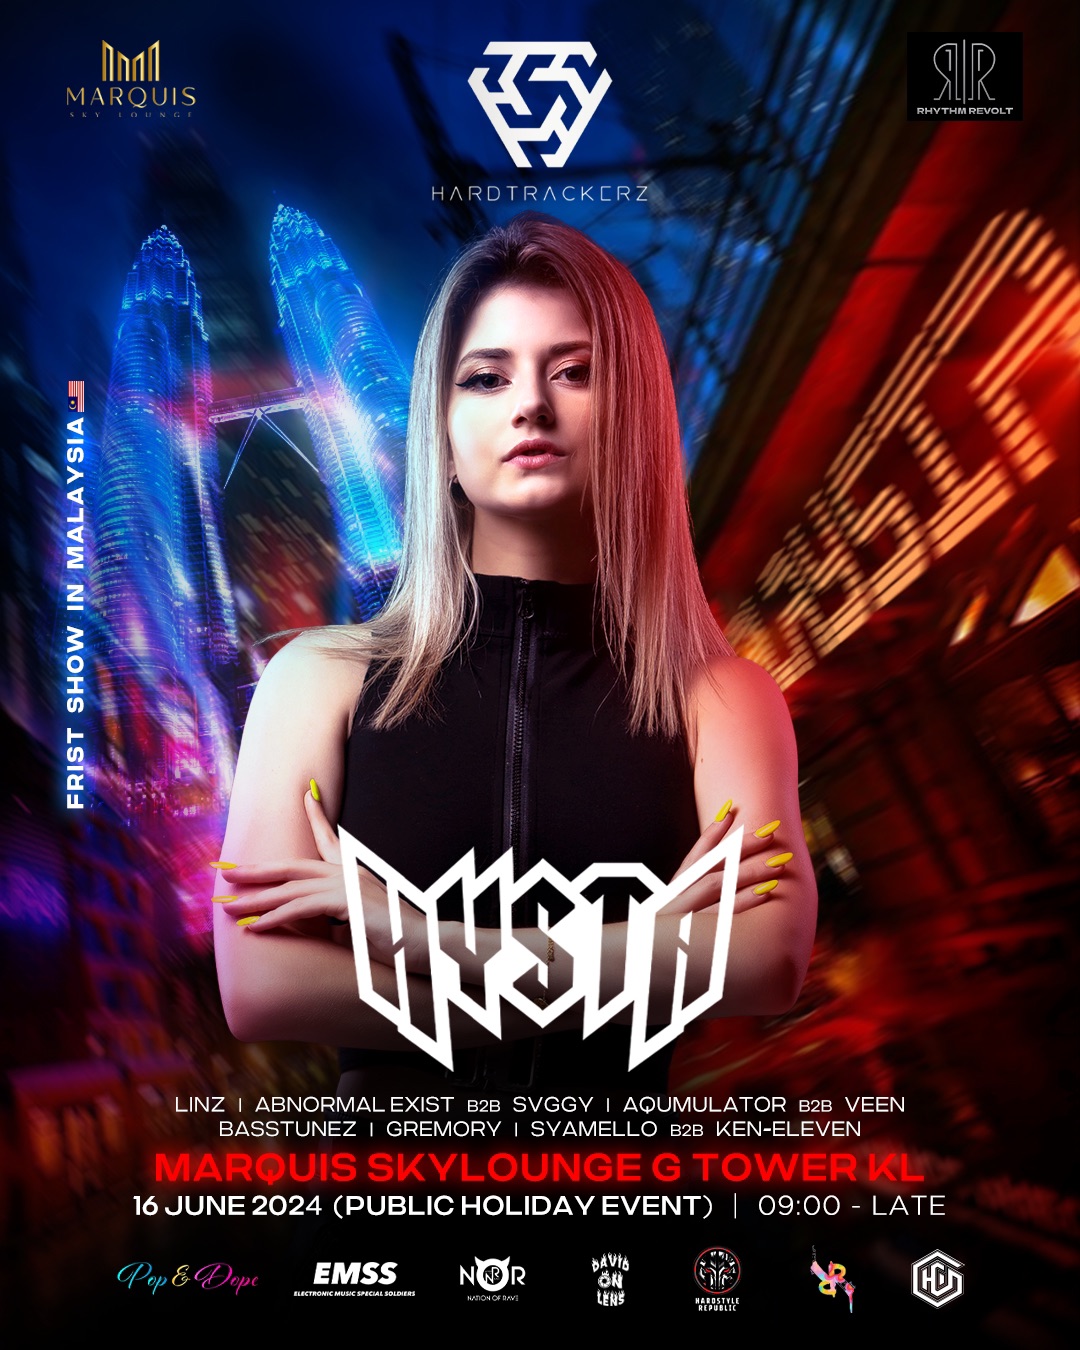 MARQUIS
SKY LOUNGE
HARDTRACKERZ
RHYTHM REVOLT
FRIST SHOW IN MALAYSIA
HYSTA
LINZ | ABNORMAL EXIST B2B SVGGY | AQUMULATOR B2B VEEN
BASSTUNEZ | GREMORY | SYAMELLO B2B KEN-ELEVEN
MARQUIS SKYLOUNGE G TOWER KL
16 JUNE 2024 (PUBLIC HOLIDAY EVENT) | 09:00 - LATE
Pop & Dope
EMSS
ELECTRONIC MUSIC SPECIAL SOLDIERS
NOR
NATION OF RAVE
DAVID
ON
LENS
HARDSTYLE
REPUBLIC